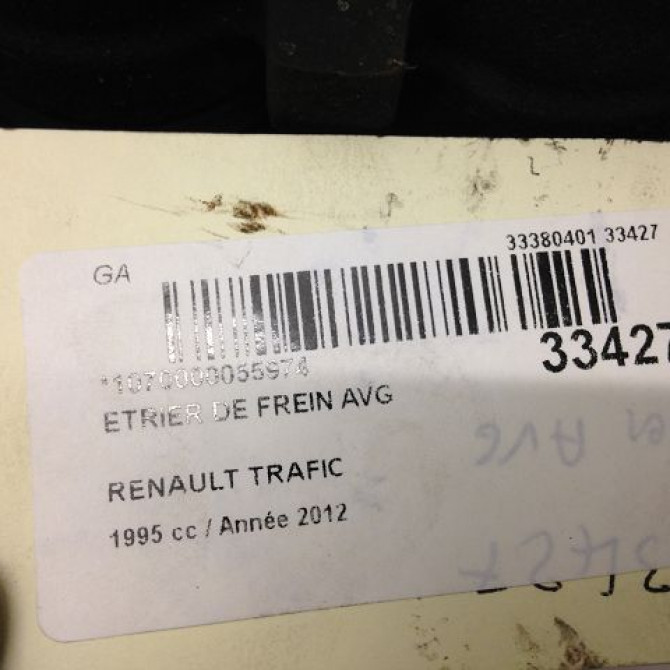 33380401 33427
GA
33427
*1070000055974
ETRIER DE FREIN AVG
RENAULT TRAFIC
1995 cc / Année 2012